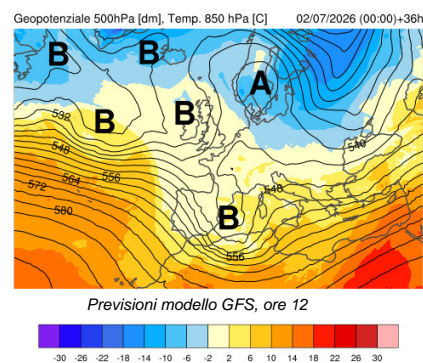 Geopotenziale 500hPa [dm], Temp. 850 hPa [C] 02/07/2026 (00:00)+36h
B
B
A
B
B
532
540
548
556
564
548
572
580
B
556
Previsioni modello GFS, ore 12
-30 -26 -22 -18 -14 -10 -6 -2 2 6 10 14 18 22 26 30